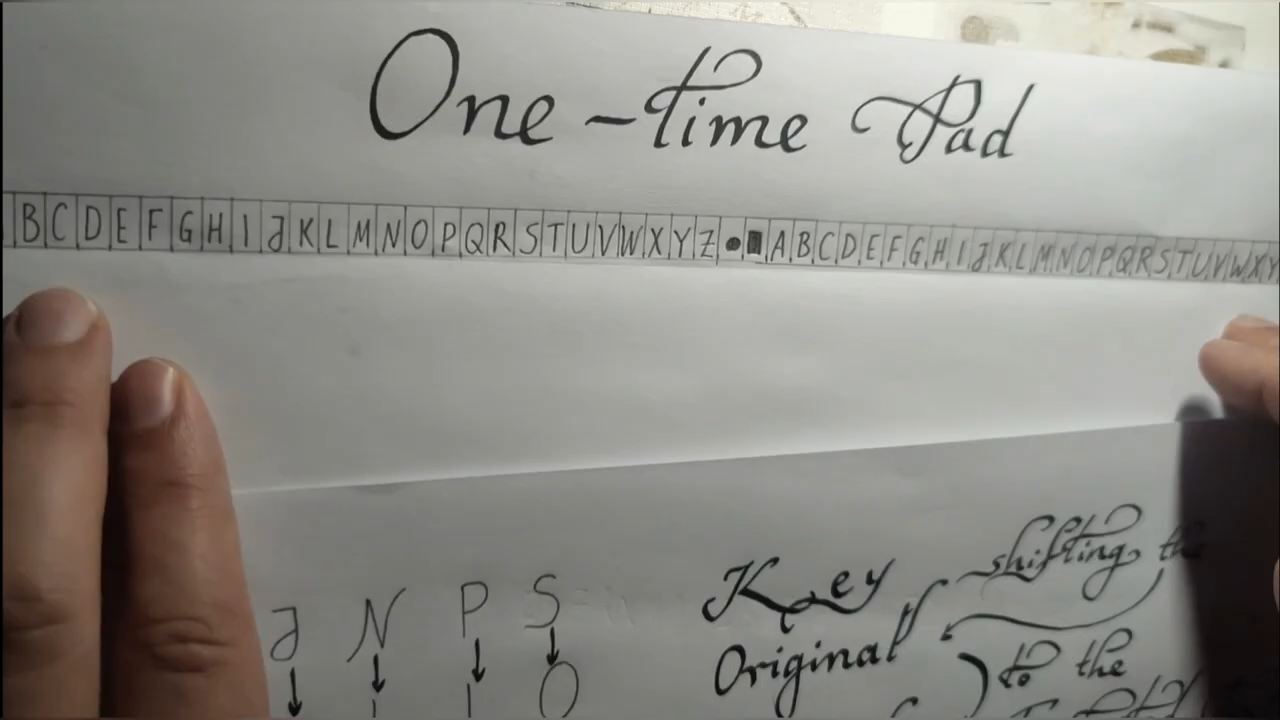 One-time Pad
BCDEFGHIJKLMNOPQRSTUVWXYZ●■ABCDEFGHIJKLMNOPQRSTUVWXY
J N P S
Key shifting the
Original to the
O